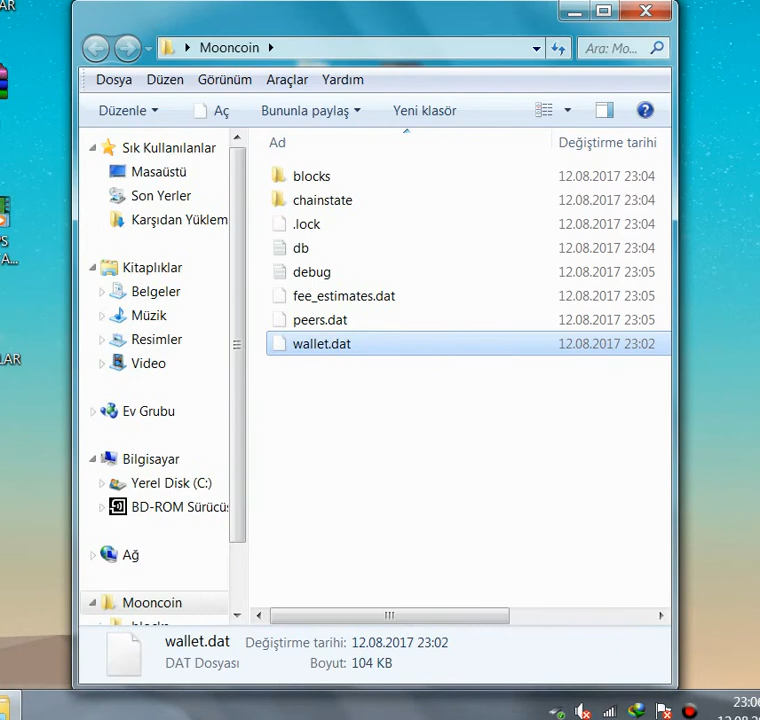 LAR
Mooncoin
Ara: Mo...
Dosya Düzen Görünüm Araçlar Yardım
Düzenle Aç Bununla paylaş Yeni klasör
Sık Kullanılanlar
Masaüstü
Son Yerler
Karşıdan Yüklem
Kitaplıklar
Belgeler
Müzik
Resimler
Video
Ev Grubu
Bilgisayar
Yerel Disk (C:)
BD-ROM Sürücüs
Ağ
Mooncoin
Ad Değiştirme tarihi
blocks 12.08.2017 23:04
chainstate 12.08.2017 23:04
.lock 12.08.2017 23:04
db 12.08.2017 23:04
debug 12.08.2017 23:05
fee_estimates.dat 12.08.2017 23:05
peers.dat 12.08.2017 23:05
wallet.dat 12.08.2017 23:02
wallet.dat Değiştirme tarihi: 12.08.2017 23:02
DAT Dosyası Boyut: 104 KB
23:06